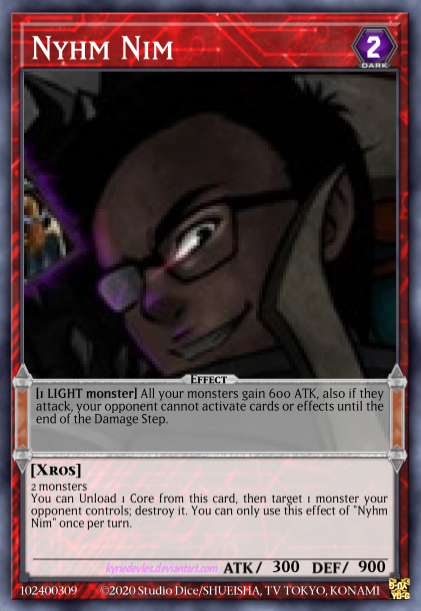 Nyhm Nim
2
DARK
EFFECT
[1 LIGHT monster] All your monsters gain 600 ATK, also if they
attack, your opponent cannot activate cards or effects until the
end of the Damage Step.
[Xros]
2 monsters
You can Unload 1 Core from this card, then target 1 monster your
opponent controls; destroy it. You can only use this effect of "Nyhm
Nim" once per turn.
kyriedevles.deviantart.com ATK/ 300 DEF/ 900
102400309 ©2020 Studio Dice/SHUEISHA, TV TOKYO, KONAMI